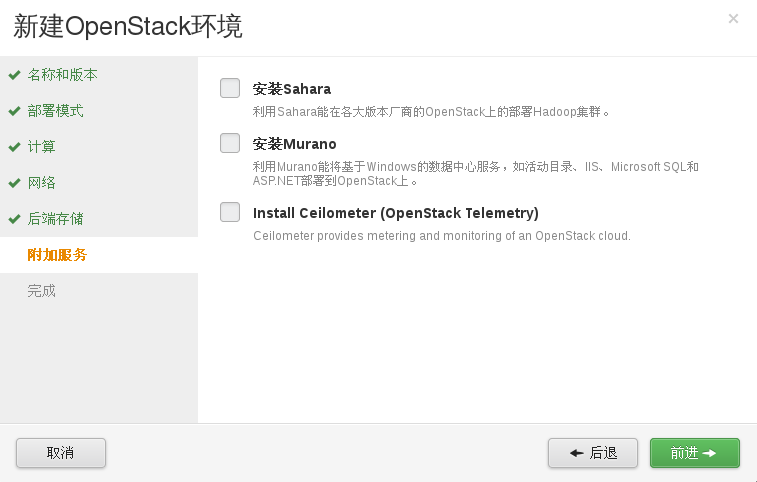 新建OpenStack环境
×
名称和版本
部署模式
计算
网络
后端存储
附加服务
完成
安装Sahara
利用Sahara能在各大版本厂商的OpenStack上的部署Hadoop集群。
安装Murano
利用Murano能将基于Windows的数据中心服务，如活动目录、IIS、Microsoft SQL和
ASP.NET部署到OpenStack上。
Install Ceilometer (OpenStack Telemetry)
Ceilometer provides metering and monitoring of an OpenStack cloud.
取消
后退
前进